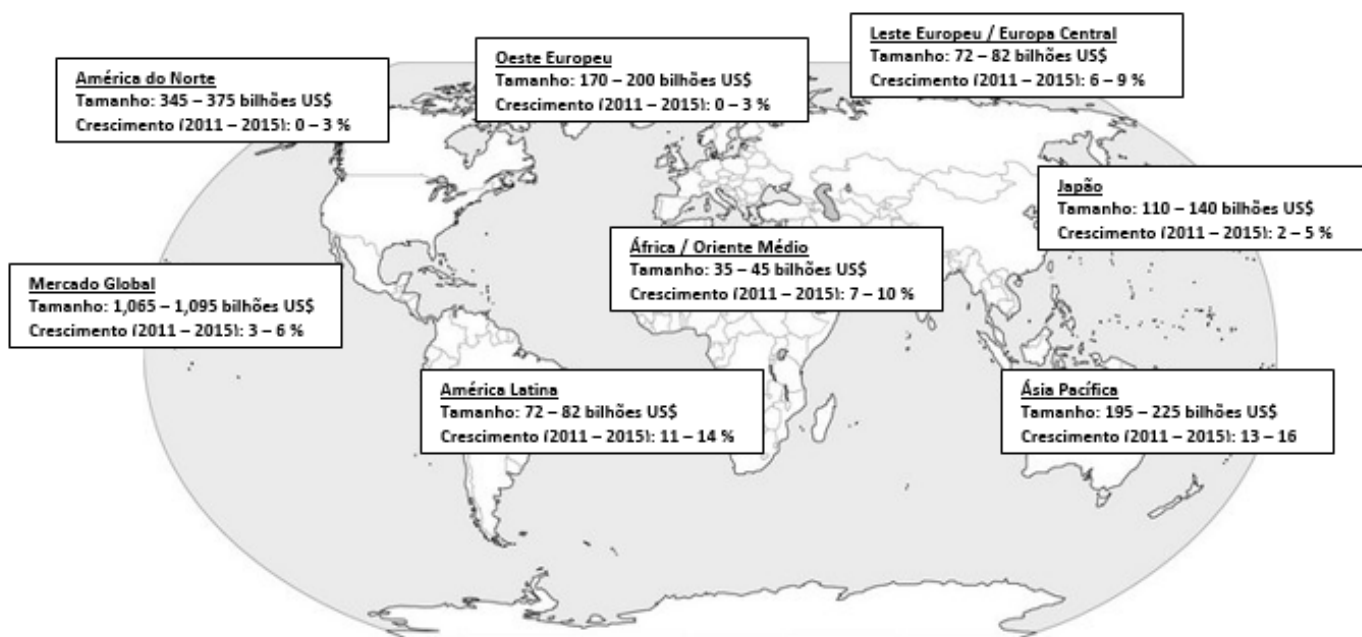 Leste Europeu / Europa Central
Tamanho: 72 – 82 bilhões US$
Crescimento (2011 – 2015): 6 – 9 %
Oeste Europeu
Tamanho: 170 – 200 bilhões US$
Crescimento (2011 – 2015): 0 – 3 %
América do Norte
Tamanho: 345 – 375 bilhões US$
Crescimento (2011 – 2015): 0 – 3 %
Japão
Tamanho: 110 – 140 bilhões US$
Crescimento (2011 – 2015): 2 – 5 %
África / Oriente Médio
Tamanho: 35 – 45 bilhões US$
Crescimento (2011 – 2015): 7 – 10 %
Mercado Global
Tamanho: 1,065 – 1,095 bilhões US$
Crescimento (2011 – 2015): 3 – 6 %
América Latina
Tamanho: 72 – 82 bilhões US$
Crescimento (2011 – 2015): 11 – 14 %
Ásia Pacífica
Tamanho: 195 – 225 bilhões US$
Crescimento (2011 – 2015): 13 – 16